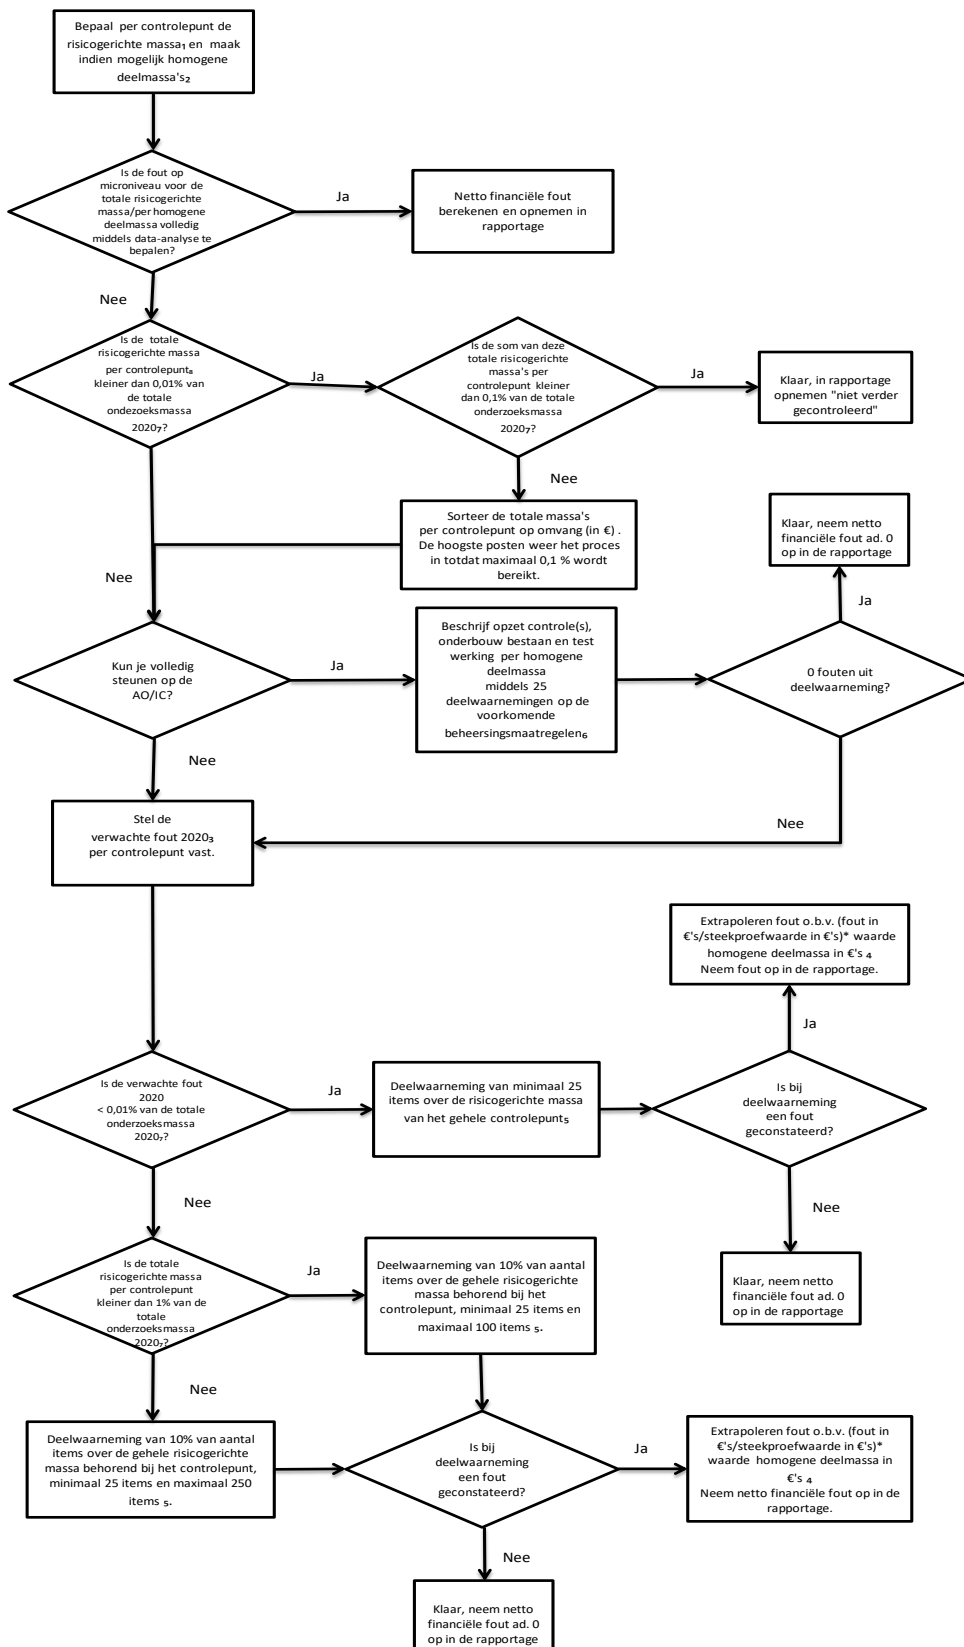 Bepaal per controlepunt de
risicogerichte massa₁ en maak
indien mogelijk homogene
deelmassa's₂
Is de fout op
microniveau voor de
totale risicogerichte
massa/per homogene
deelmassa volledig
middels data-analyse te
bepalen?
Ja
Netto financiële fout
berekenen en opnemen in
rapportage
Nee
Is de totale
risicogerichte massa
per controlepunt₈
kleiner dan 0,01% van
de totale
ondezoeksmassa
2020₇?
Ja
Is de som van deze
totale risicogerichte
massa's per
controlepunt kleiner
dan 0,1% van de totale
onderzoeksmassa
2020₇?
Ja
Klaar, in rapportage
opnemen "niet verder
gecontroleerd"
Nee
Sorteer de totale massa's
per controlepunt op omvang (in €) .
De hoogste posten weer het proces
in totdat maximaal 0,1 % wordt
bereikt.
Klaar, neem netto
financiële fout ad. 0
op in de rapportage
Nee
Ja
Kun je volledig
steunen op de
AO/IC?
Ja
Beschrijf opzet controle(s),
onderbouw bestaan en test
werking per homogene
deelmassa
middels 25
deelwaarnemingen op de
voorkomende
beheersingsmaatregelen₆
0 fouten uit
deelwaarneming?
Nee
Nee
Stel de
verwachte fout 2020₃
per controlepunt vast.
Extrapoleren fout o.b.v. (fout in
€'s/steekproefwaarde in €'s)* waarde
homogene deelmassa in €'s ₄
Neem fout op in de rapportage.
Ja
Is de verwachte fout
2020
< 0,01% van de totale
onderzoeksmassa
2020₇?
Ja
Deelwaarneming van minimaal 25
items over de risicogerichte massa
van het gehele controlepunt₅
Is bij
deelwaarneming
een fout
geconstateerd?
Nee
Nee
Klaar, neem netto
financiële fout ad. 0
op in de rapportage
Is de totale
risicogerichte massa
per controlepunt
kleiner dan 1% van de
totale
onderzoeksmassa
2020₇?
Ja
Deelwaarneming van 10% van aantal
items over de gehele risicogerichte
massa behorend bij het
controlepunt, minimaal 25 items en
maximaal 100 items ₅.
Nee
Deelwaarneming van 10% van aantal
items over de gehele risicogerichte
massa behorend bij het controlepunt,
minimaal 25 items en maximaal 250
items ₅.
Is bij
deelwaarneming
een fout
geconstateerd?
Ja
Extrapoleren fout o.b.v. (fout in
€'s/steekproefwaarde in €'s)*
waarde homogene deelmassa in
€'s ₄
Neem netto financiële fout op in de
rapportage.
Nee
Klaar, neem netto
financiële fout ad. 0
op in de rapportage